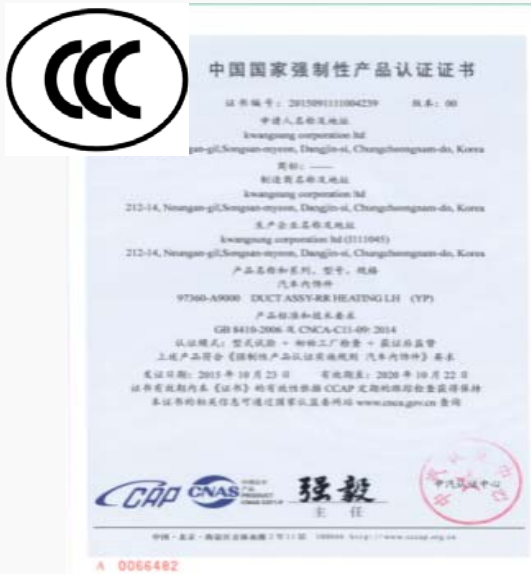 CCC
中国国家强制性产品认证证书
证书编号: 2015091111004239 版本: 00
申请人名称及地址
kwangsung corporation ltd
-gil,Songsan-myeon, Dangjin-si, Chungcheongnam-do, Korea
商标: ——
制造商名称及地址
kwangsung corporation ltd
212-14, Neungan-gil,Songsan-myeon, Dangjin-si, Chungcheongnam-do, Korea
生产企业名称及地址
kwangsung corporation ltd (I111045)
212-14, Neungan-gil,Songsan-myeon, Dangjin-si, Chungcheongnam-do, Korea
产品名称和系列、型号、规格
汽车内饰件
97360-A9000 DUCT ASSY-RR HEATING LH (YP)
产品标准和技术要求
GB 8410-2006 及 CNCA-C11-09: 2014
认证模式: 型式试验 + 初始工厂检查 + 获证后监督
上述产品符合《强制性产品认证实施规则 汽车内饰件》要求
发证日期: 2015 年 10 月 23 日 有效期至: 2020 年 10 月 22 日
证书有效期内本《证书》的有效性依据 CCAP 定期的跟踪检查获得保持
本证书的相关信息可通过国家认监委网站 www.cnca.gov.cn 查询
CCAP CNAS PRODUCT 强毅 中汽认证中心
主 任
A 0066482